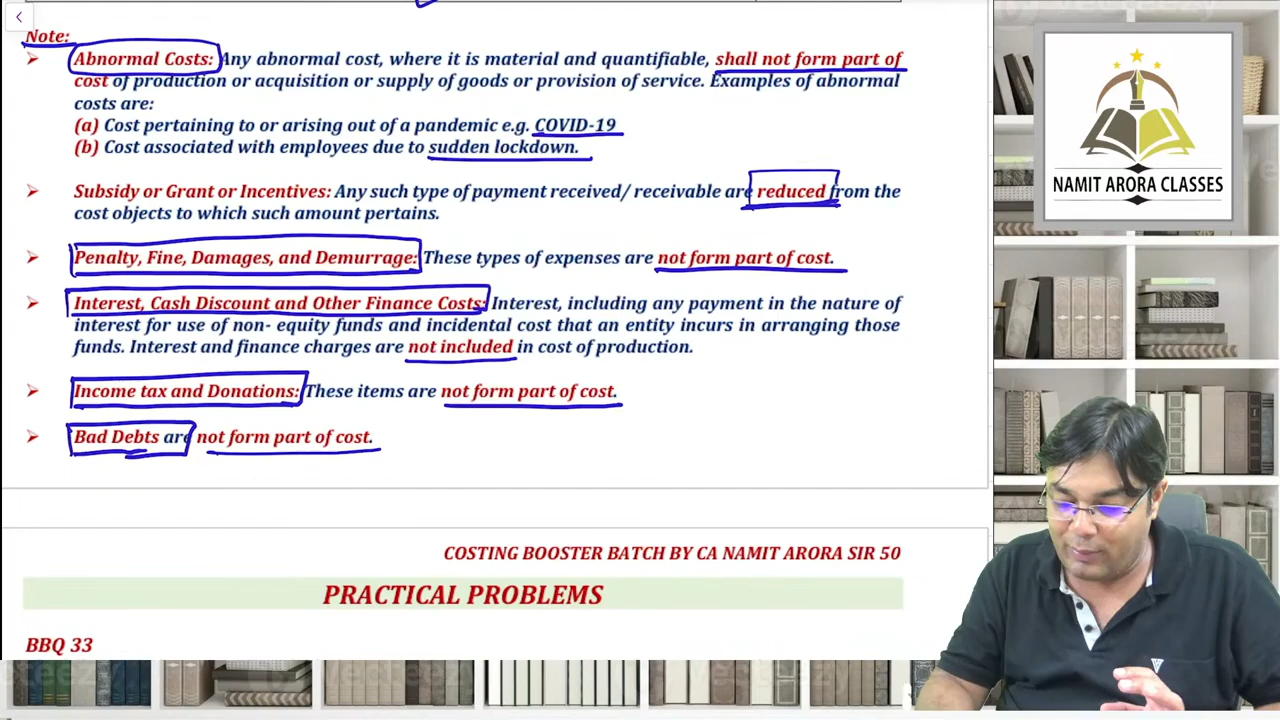 Note:
➤ Abnormal Costs: Any abnormal cost, where it is material and quantifiable, shall not form part of
cost of production or acquisition or supply of goods or provision of service. Examples of abnormal
costs are:
(a) Cost pertaining to or arising out of a pandemic e.g. COVID-19
(b) Cost associated with employees due to sudden lockdown.
➤ Subsidy or Grant or Incentives: Any such type of payment received/ receivable are reduced from the
cost objects to which such amount pertains.
➤ Penalty, Fine, Damages, and Demurrage: These types of expenses are not form part of cost.
➤ Interest, Cash Discount and Other Finance Costs: Interest, including any payment in the nature of
interest for use of non- equity funds and incidental cost that an entity incurs in arranging those
funds. Interest and finance charges are not included in cost of production.
➤ Income tax and Donations: These items are not form part of cost.
➤ Bad Debts are not form part of cost.
COSTING BOOSTER BATCH BY CA NAMIT ARORA SIR 50
PRACTICAL PROBLEMS
BBQ 33
NAMIT ARORA CLASSES